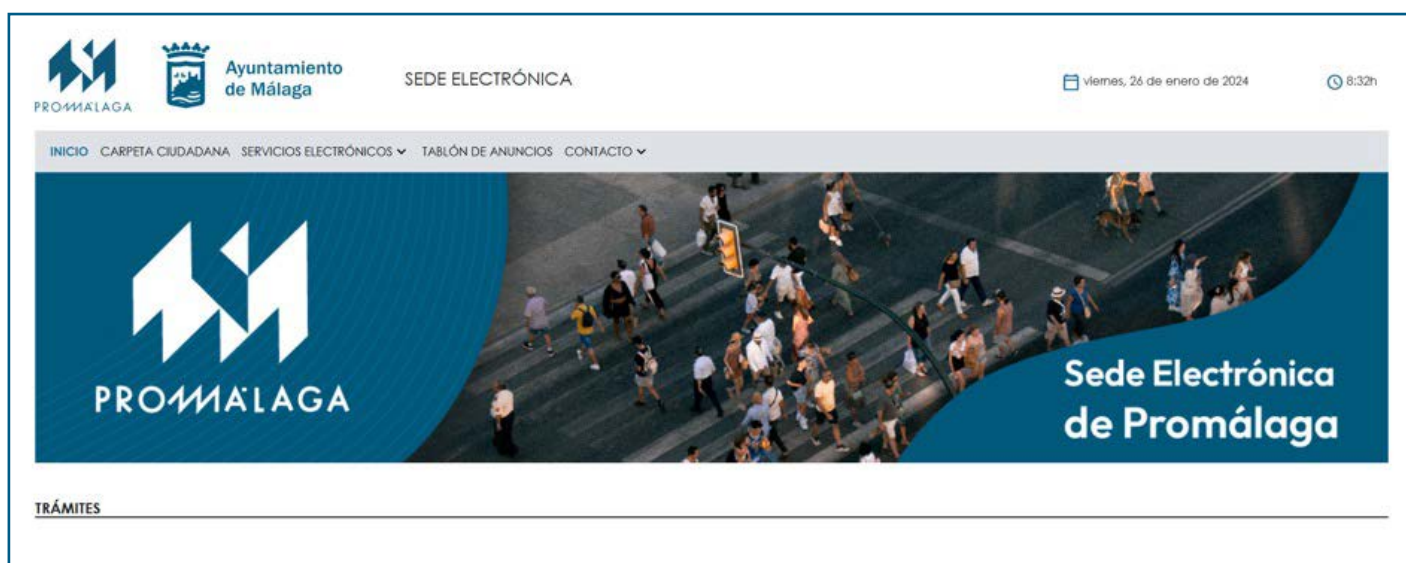 PROMÁLAGA
Ayuntamiento
de Málaga
SEDE ELECTRÓNICA
viernes, 26 de enero de 2024
8:32h
INICIO CARPETA CIUDADANA SERVICIOS ELECTRÓNICOS TABLÓN DE ANUNCIOS CONTACTO
PROMÁLAGA
Sede Electrónica
de Promálaga
TRÁMITES